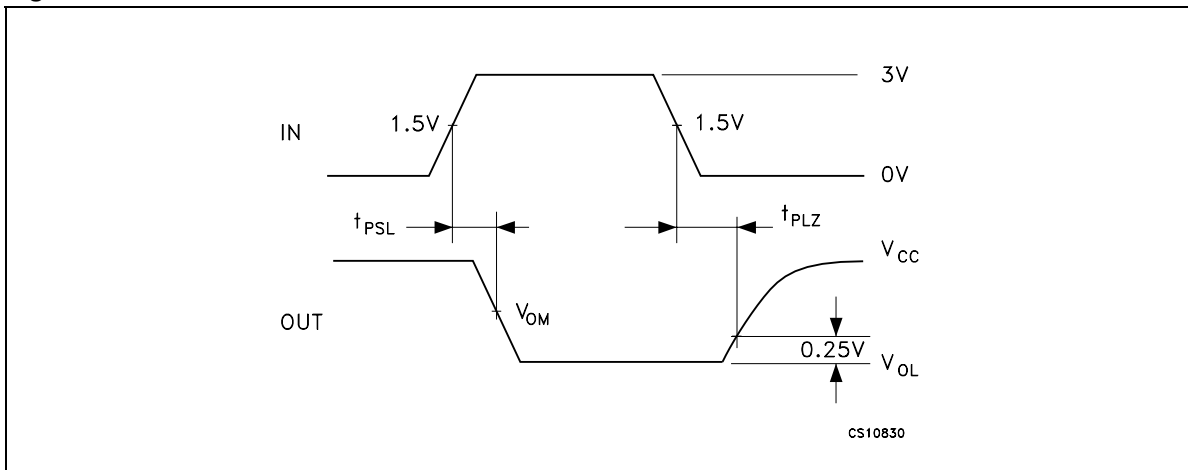 3V
1.5V
1.5V
IN
0V
tPSL
tPLZ
VCC
VOM
OUT
0.25V
VOL
CS10830